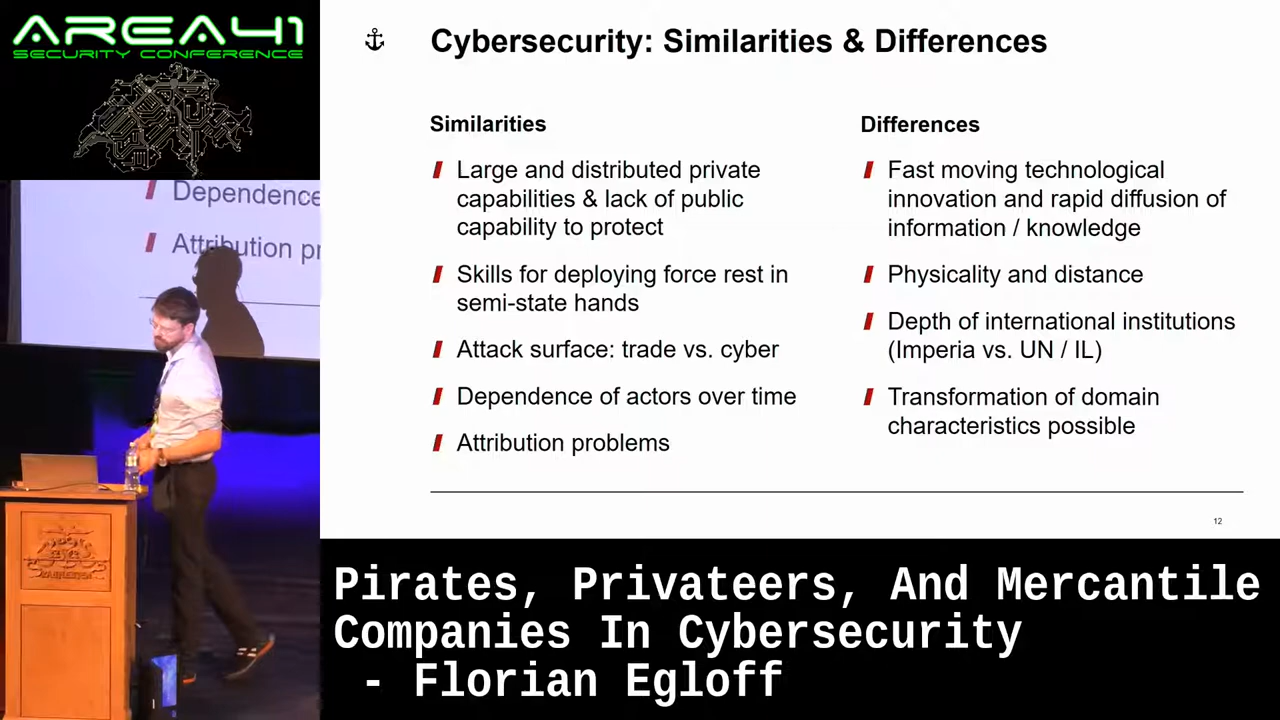 AREA41
SECURITY CONFERENCE
Dependence
Attribution pr
Cybersecurity: Similarities & Differences
Similarities
Large and distributed private
capabilities & lack of public
capability to protect
Skills for deploying force rest in
semi-state hands
Attack surface: trade vs. cyber
Dependence of actors over time
Attribution problems
Differences
Fast moving technological
innovation and rapid diffusion of
information / knowledge
Physicality and distance
Depth of international institutions
(Imperia vs. UN / IL)
Transformation of domain
characteristics possible
12
Pirates, Privateers, And Mercantile
Companies In Cybersecurity
- Florian Egloff